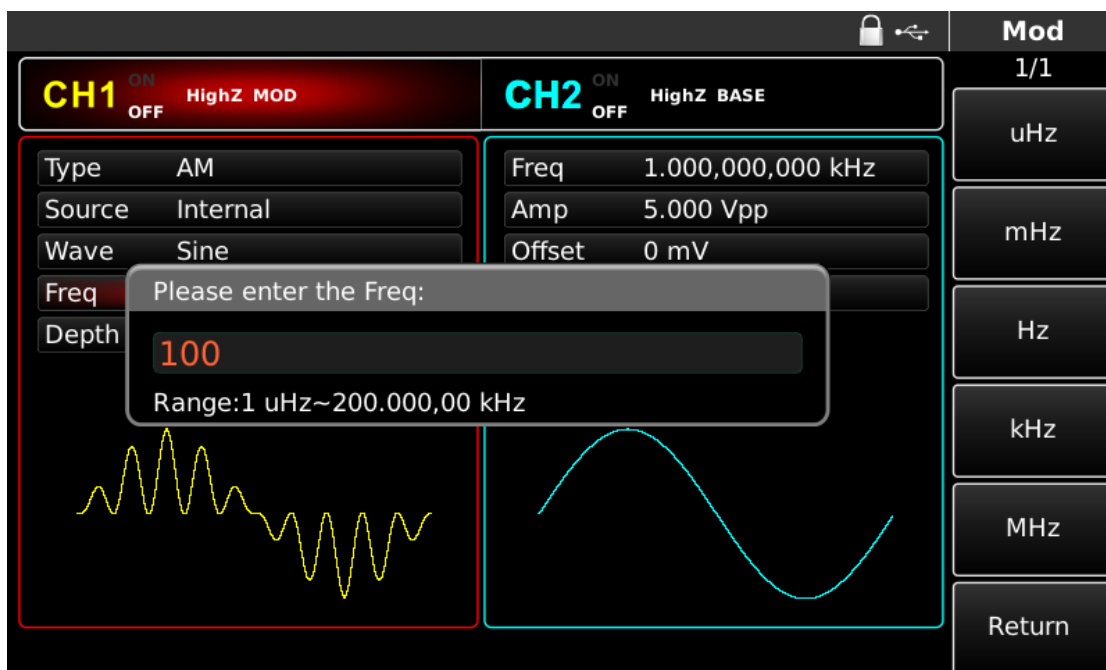 Mod
1/1
CH1 ON OFF HighZ MOD
CH2 ON OFF HighZ BASE
Type AM
Source Internal
Wave Sine
Freq
Depth
Freq 1.000,000,000 kHz
Amp 5.000 Vpp
Offset 0 mV
Please enter the Freq:
100
Range:1 uHz~200.000,00 kHz
uHz
mHz
Hz
kHz
MHz
Return